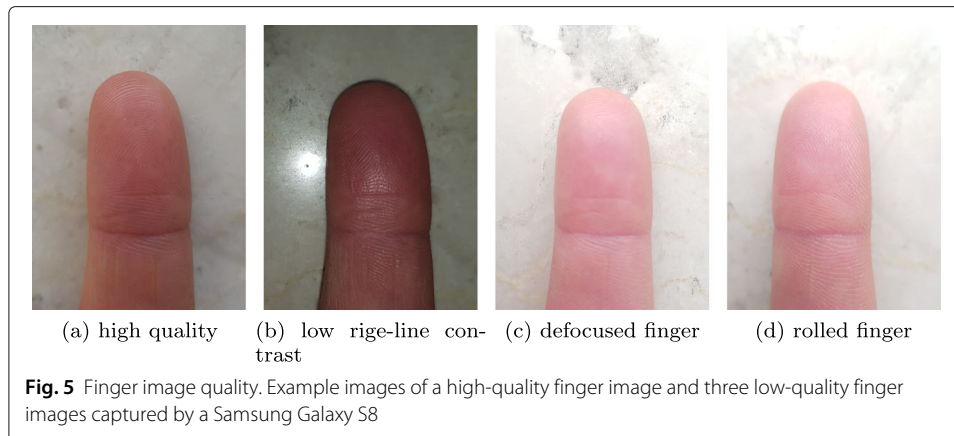 (a) high quality
(b) low rige-line con-
trast
(c) defocused finger
(d) rolled finger
Fig. 5 Finger image quality. Example images of a high-quality finger image and three low-quality finger
images captured by a Samsung Galaxy S8